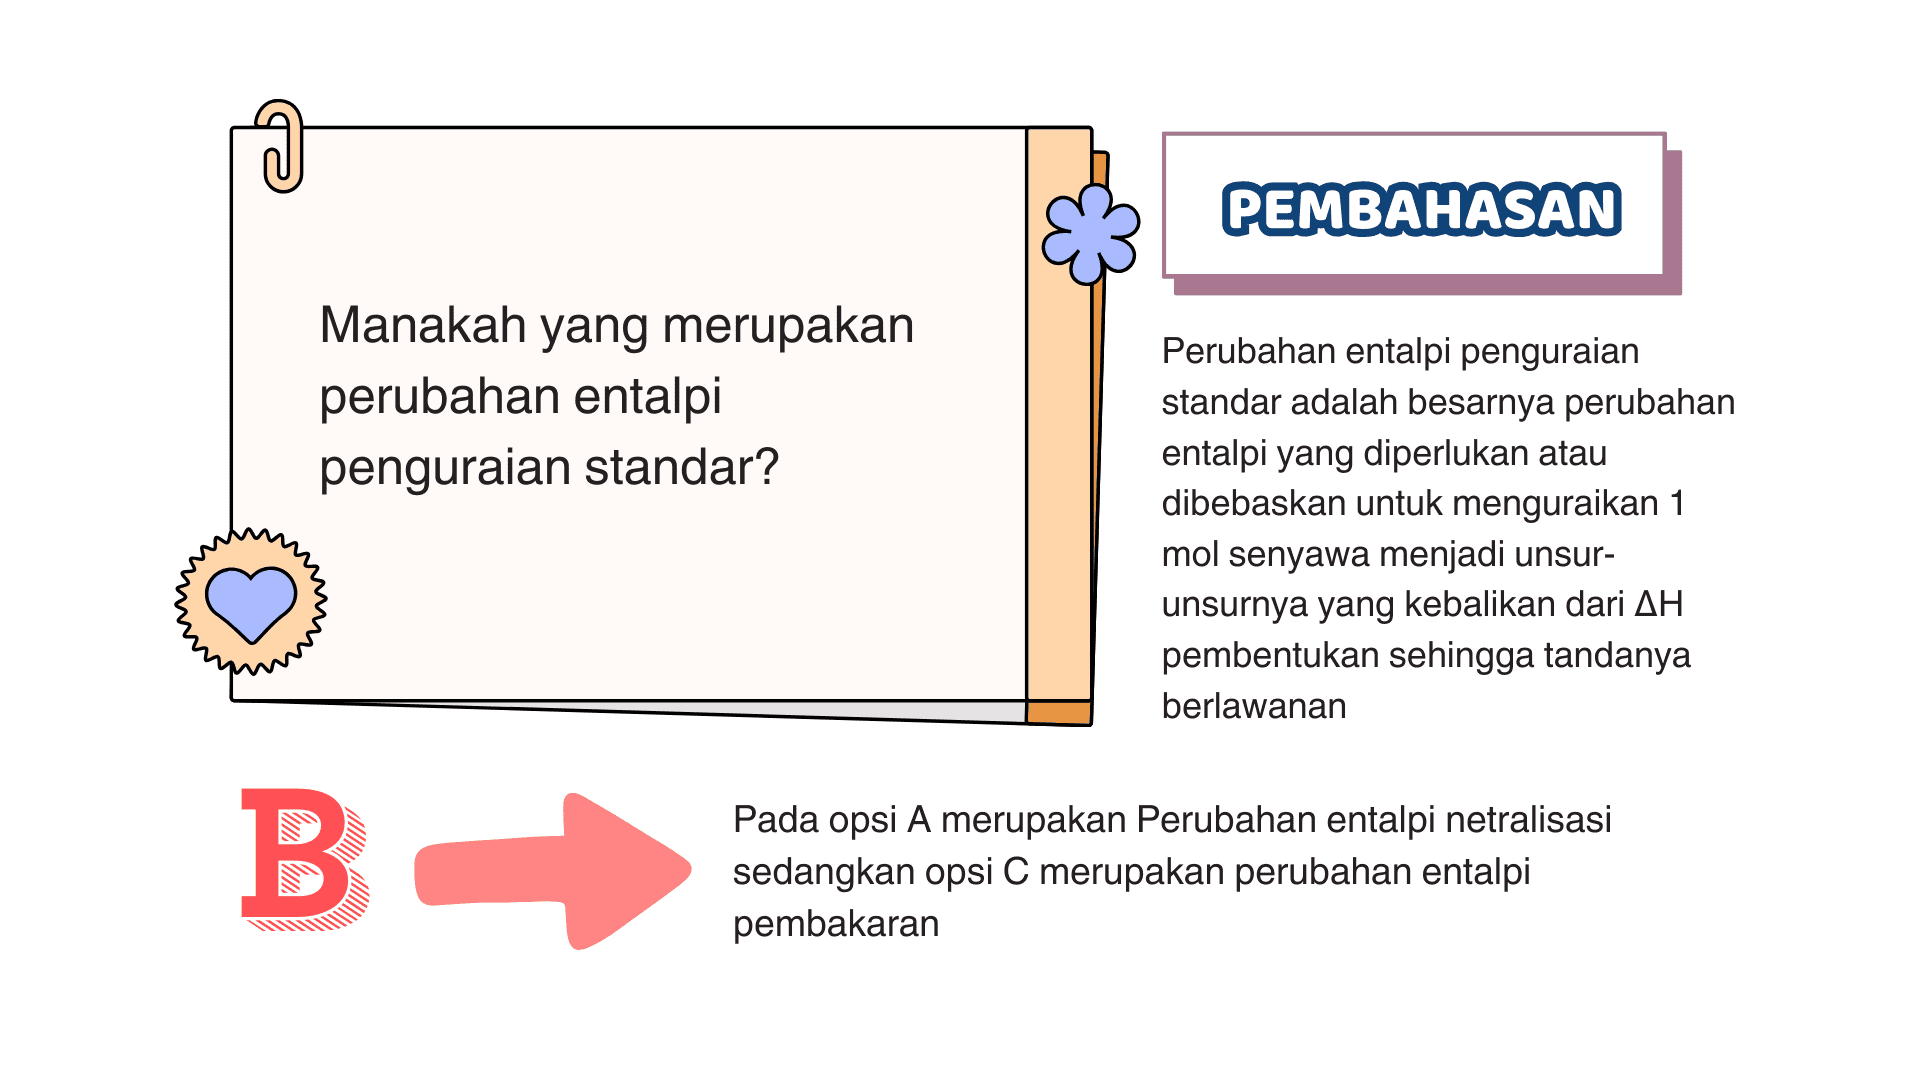 Manakah yang merupakan
perubahan entalpi
penguraian standar?
PEMBAHASAN
Perubahan entalpi penguraian
standar adalah besarnya perubahan
entalpi yang diperlukan atau
dibebaskan untuk menguraikan 1
mol senyawa menjadi unsur-
unsurnya yang kebalikan dari ΔH
pembentukan sehingga tandanya
berlawanan
B
Pada opsi A merupakan Perubahan entalpi netralisasi
sedangkan opsi C merupakan perubahan entalpi
pembakaran